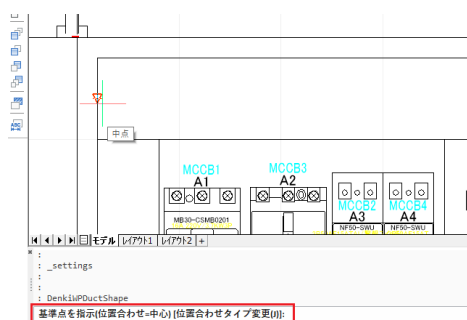 中点
MCCB1
A1
MCCB3
A2
MCCB2
A3
MCCB4
A4
MB30-CSMB0201
NF50-SWU
NF50-SWU
モデル
レイアウト1
レイアウト2
+
:
: _settings
:
: DenkiWPDuctShape
基準点を指示(位置合わせ=中心) [位置合わせタイプ変更(J)]: